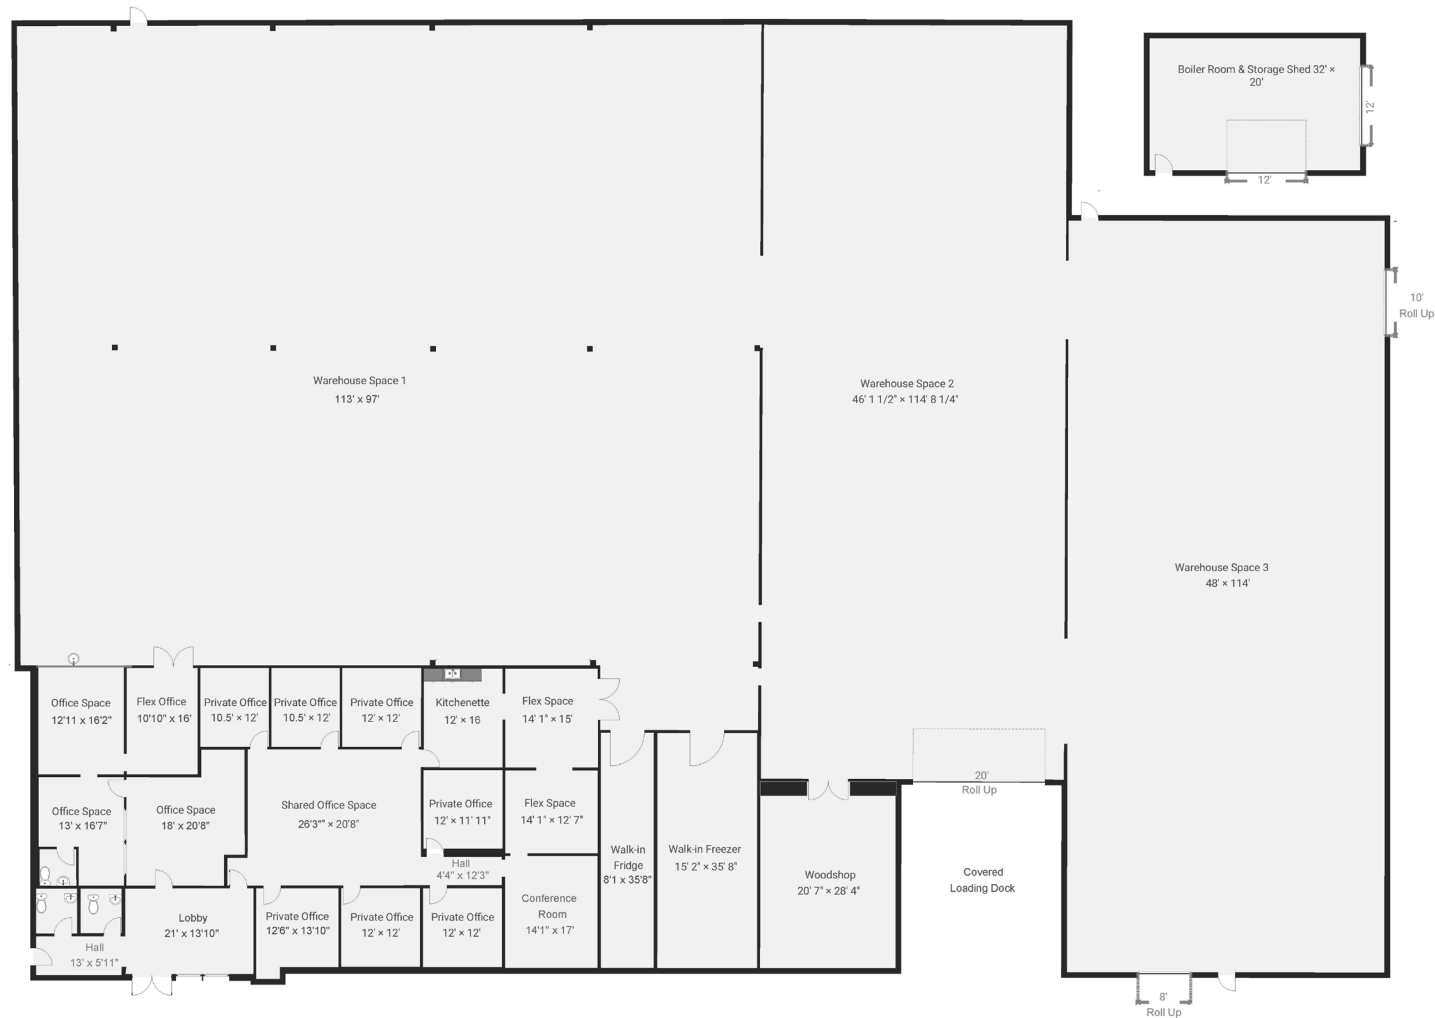 Boiler Room & Storage Shed 32' ×
20'
12'
12'
10'
Roll Up
Warehouse Space 1
113' x 97'
Warehouse Space 2
46' 1 1/2" × 114' 8 1/4"
Warehouse Space 3
48' × 114'
Office Space
12'11 x 16'2"
Flex Office
10'10" x 16'
Private Office
10.5' × 12'
Private Office
10.5' × 12'
Private Office
12' × 12'
Kitchenette
12' × 16
Flex Space
14' 1" × 15'
Office Space
13' x 16'7"
Office Space
18' x 20'8"
Shared Office Space
26'3'" × 20'8"
Private Office
12' × 11' 11"
Flex Space
14' 1" × 12' 7"
Hall
4'4" x 12'3"
Walk-in
Fridge
8'1 x 35'8"
Walk-in Freezer
15' 2" × 35' 8"
20'
Roll Up
Woodshop
20' 7" × 28' 4"
Covered
Loading Dock
Lobby
21' x 13'10"
Private Office
12'6" x 13'10"
Private Office
12' × 12'
Private Office
12' × 12'
Conference
Room
14'1" x 17'
Hall
13' x 5'11"
8'
Roll Up